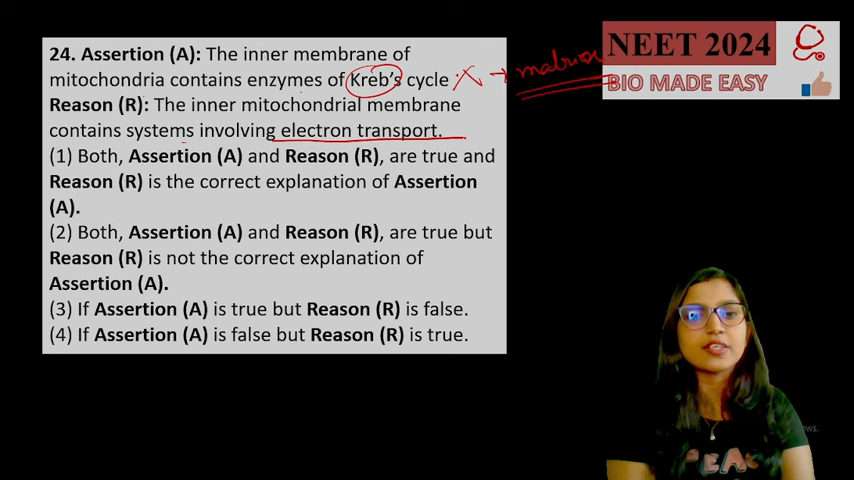 24. Assertion (A): The inner membrane of
mitochondria contains enzymes of Kreb's cycle
Reason (R): The inner mitochondrial membrane
contains systems involving electron transport.
(1) Both, Assertion (A) and Reason (R), are true and
Reason (R) is the correct explanation of Assertion
(A).
(2) Both, Assertion (A) and Reason (R), are true but
Reason (R) is not the correct explanation of
Assertion (A).
(3) If Assertion (A) is true but Reason (R) is false.
(4) If Assertion (A) is false but Reason (R) is true.
matrix
NEET 2024
BIO MADE EASY